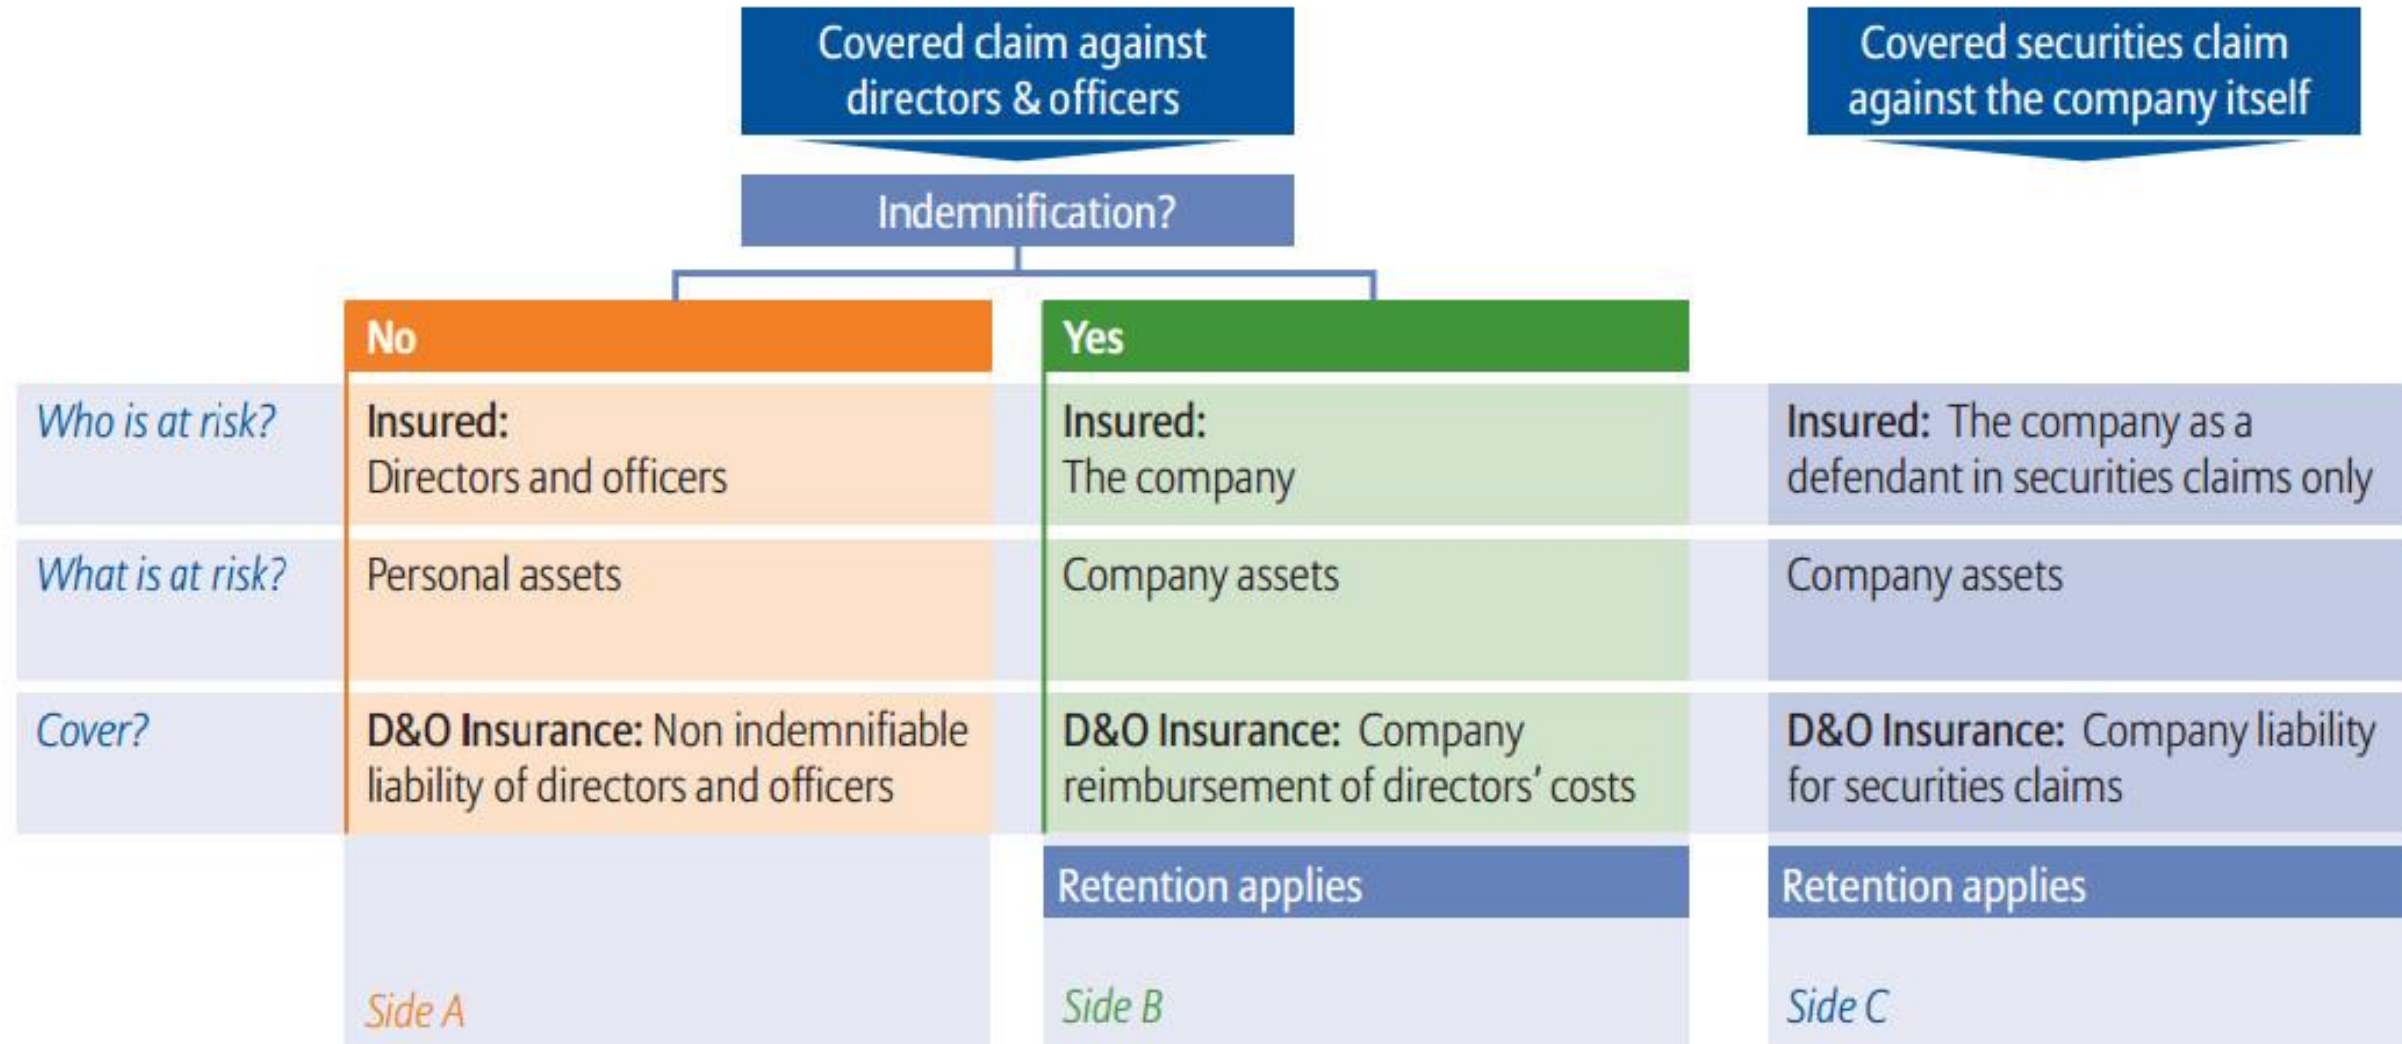 Covered claim against
directors & officers
Covered securities claim
against the company itself
Indemnification?
No
Yes
Who is at risk?
Insured:
Directors and officers
Insured:
The company
Insured: The company as a
defendant in securities claims only
What is at risk?
Personal assets
Company assets
Company assets
Cover?
D&O Insurance: Non indemnifiable
liability of directors and officers
D&O Insurance: Company
reimbursement of directors’ costs
D&O Insurance: Company liability
for securities claims
Retention applies
Retention applies
Side A
Side B
Side C